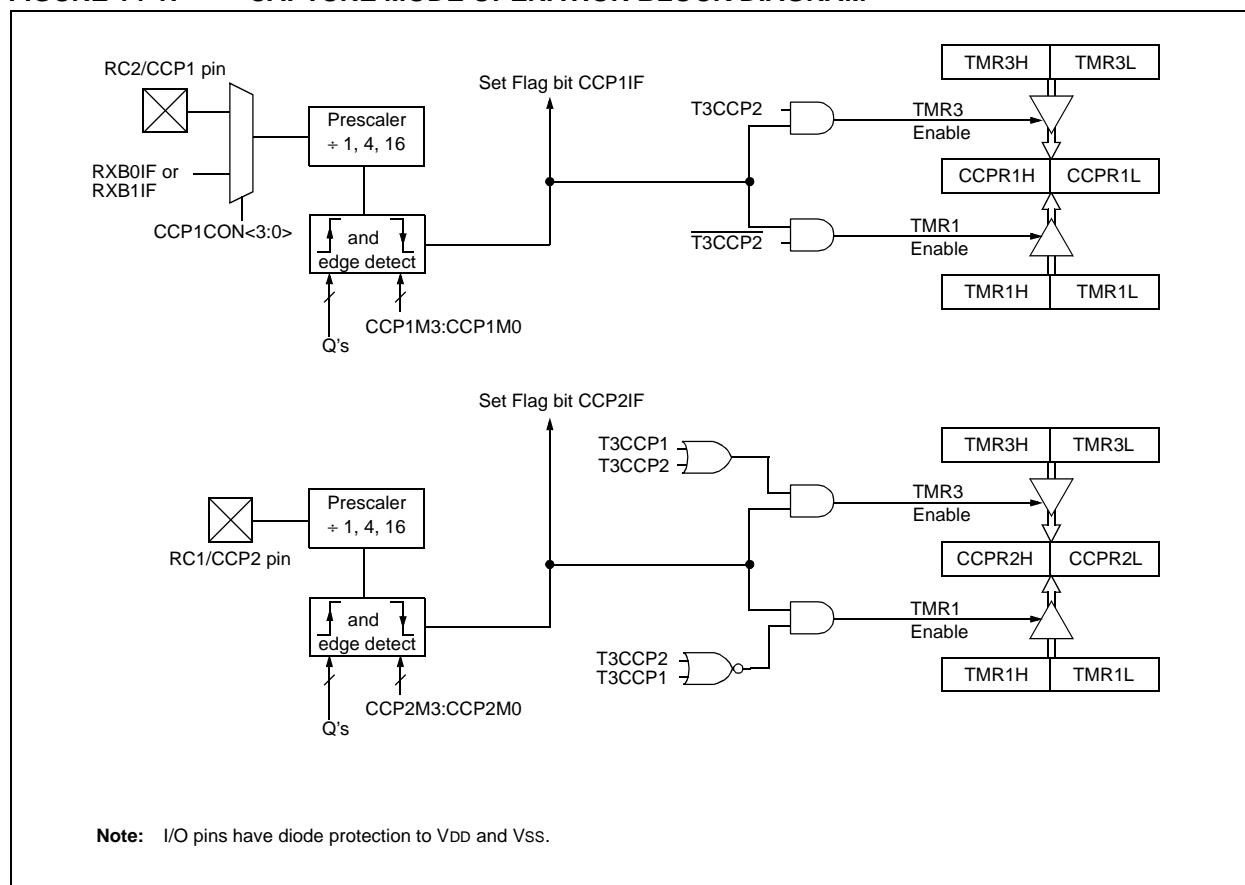 RC2/CCP1 pin
RXB0IF or
RXB1IF
CCP1CON<3:0>
Prescaler
÷ 1, 4, 16
and
edge detect
Q's
CCP1M3:CCP1M0
Set Flag bit CCP1IF
T3CCP2
T3CCP2
TMR3
Enable
TMR1
Enable
TMR3H TMR3L
CCPR1H CCPR1L
TMR1H TMR1L
RC1/CCP2 pin
Prescaler
÷ 1, 4, 16
and
edge detect
Q's
CCP2M3:CCP2M0
Set Flag bit CCP2IF
T3CCP1
T3CCP2
T3CCP2
T3CCP1
TMR3
Enable
TMR1
Enable
TMR3H TMR3L
CCPR2H CCPR2L
TMR1H TMR1L
Note: I/O pins have diode protection to VDD and VSS.